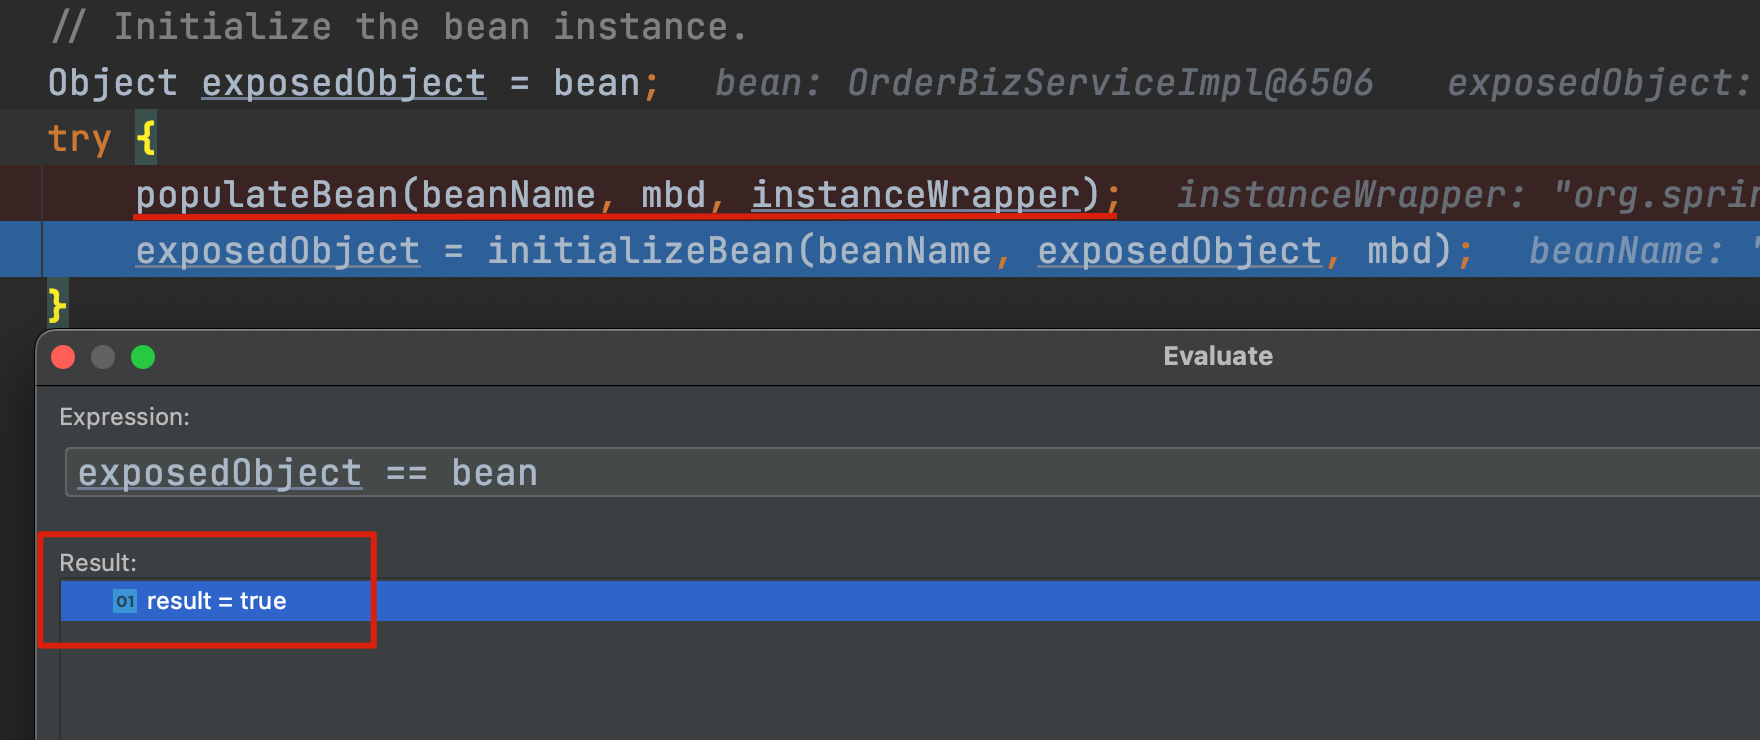 // Initialize the bean instance.
Object exposedObject = bean; bean: OrderBizServiceImpl@6506 exposedObject:
try {
populateBean(beanName, mbd, instanceWrapper); instanceWrapper: "org.sprin
exposedObject = initializeBean(beanName, exposedObject, mbd); beanName: "
}
Evaluate
Expression:
exposedObject == bean
Result:
01 result = true